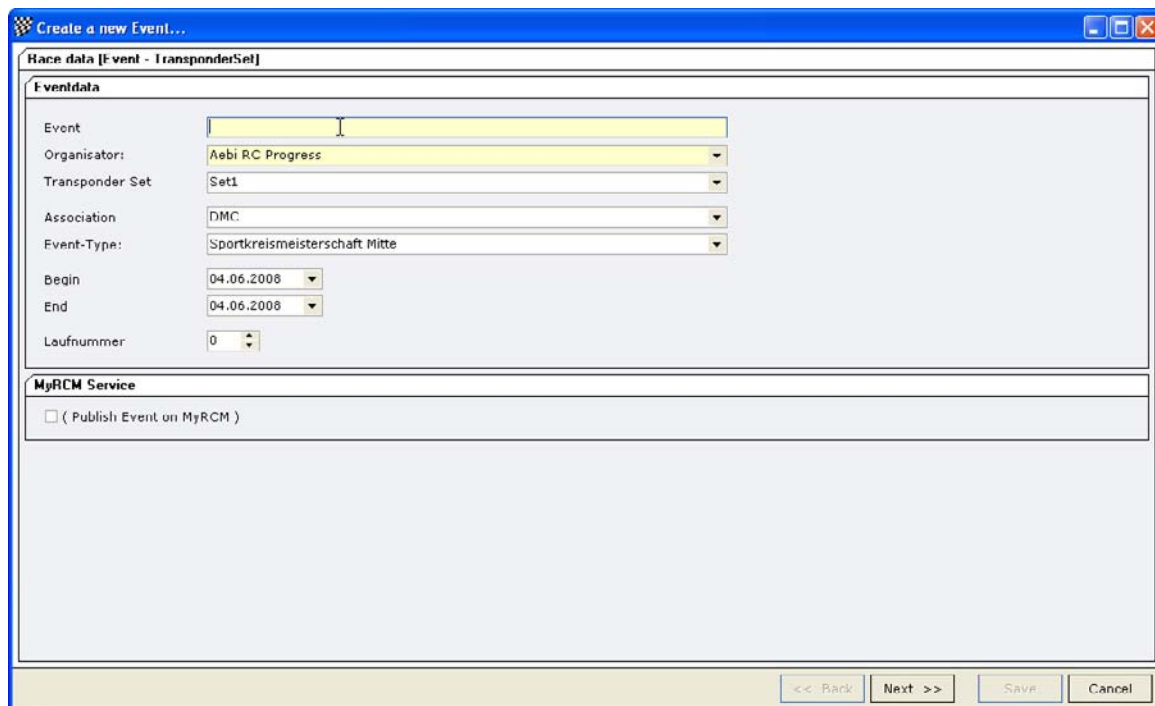 Create a new Event...
Race data [Event - TransponderSet]
Eventdata
Event
Organisator: Aebi RC Progress
Transponder Set Set1
Association DMC
Event-Type: Sportkreismeisterschaft Mitte
Begin 04.06.2008
End 04.06.2008
Laufnummer 0
MyRCM Service
( Publish Event on MyRCM )
<< Back Next >> Save Cancel